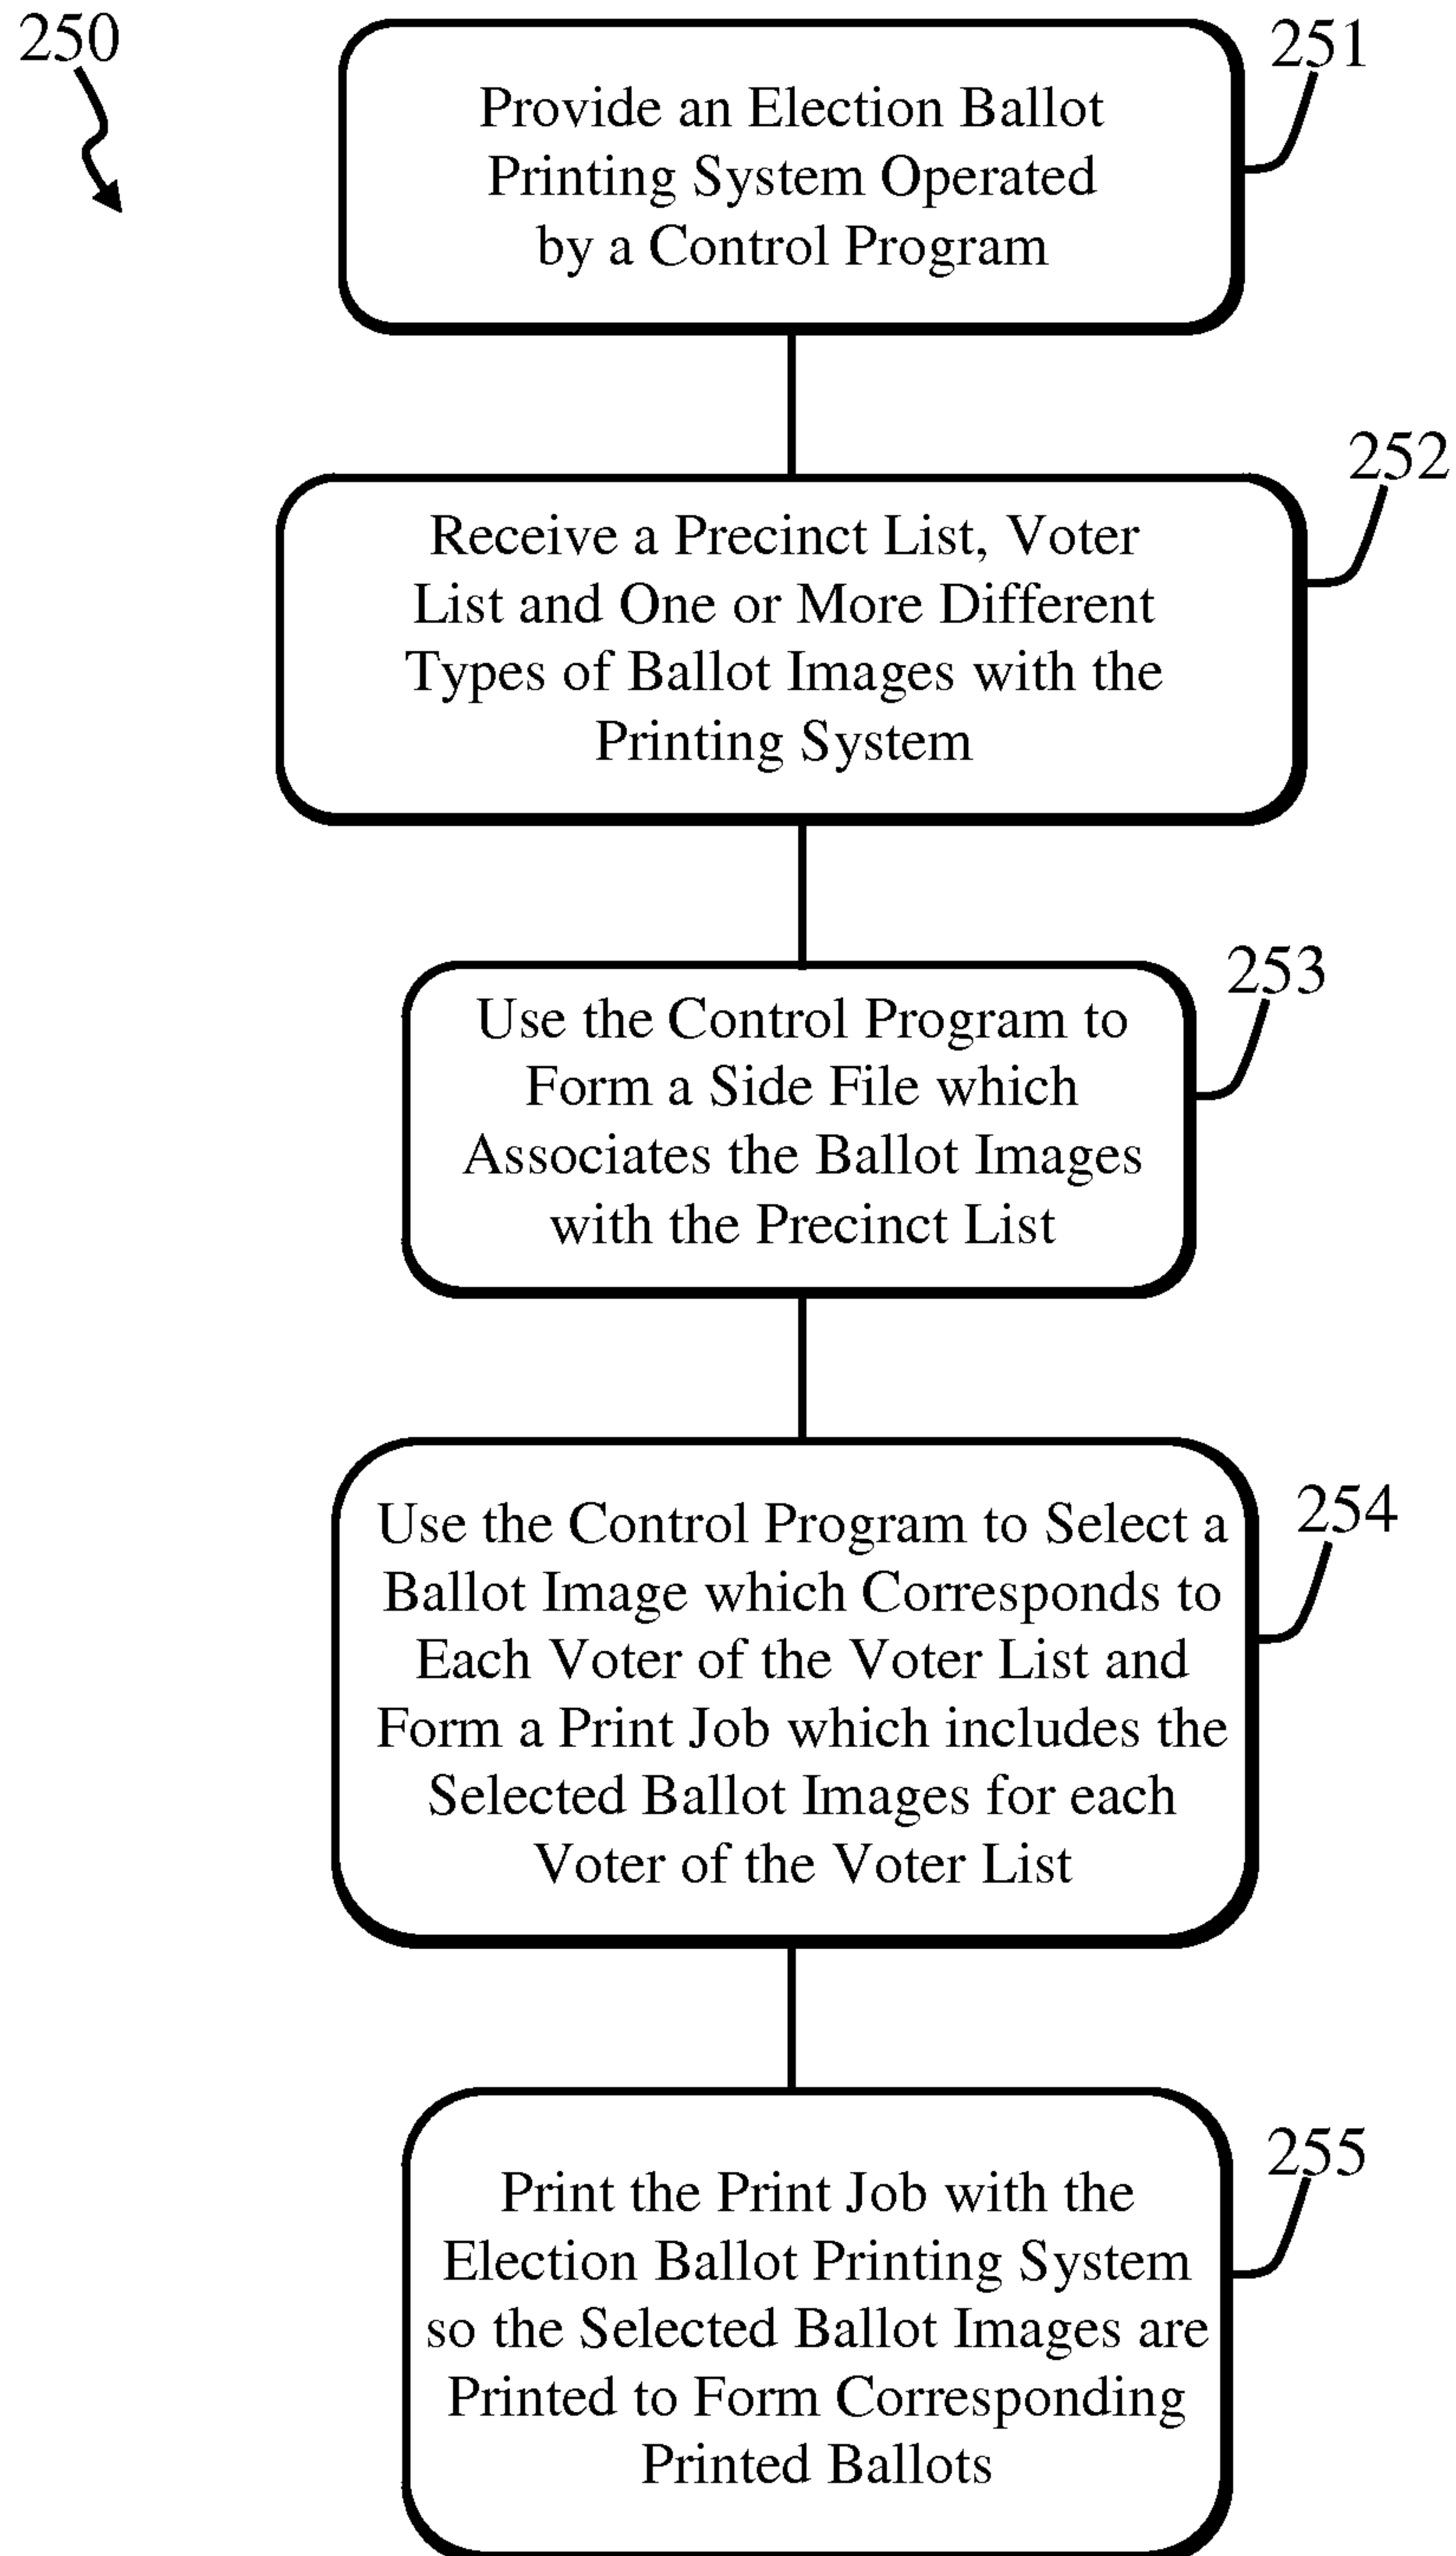 250
251
Provide an Election Ballot
Printing System Operated
by a Control Program
252
Receive a Precinct List, Voter
List and One or More Different
Types of Ballot Images with the
Printing System
253
Use the Control Program to
Form a Side File which
Associates the Ballot Images
with the Precinct List
254
Use the Control Program to Select a
Ballot Image which Corresponds to
Each Voter of the Voter List and
Form a Print Job which includes the
Selected Ballot Images for each
Voter of the Voter List
255
Print the Print Job with the
Election Ballot Printing System
so the Selected Ballot Images are
Printed to Form Corresponding
Printed Ballots